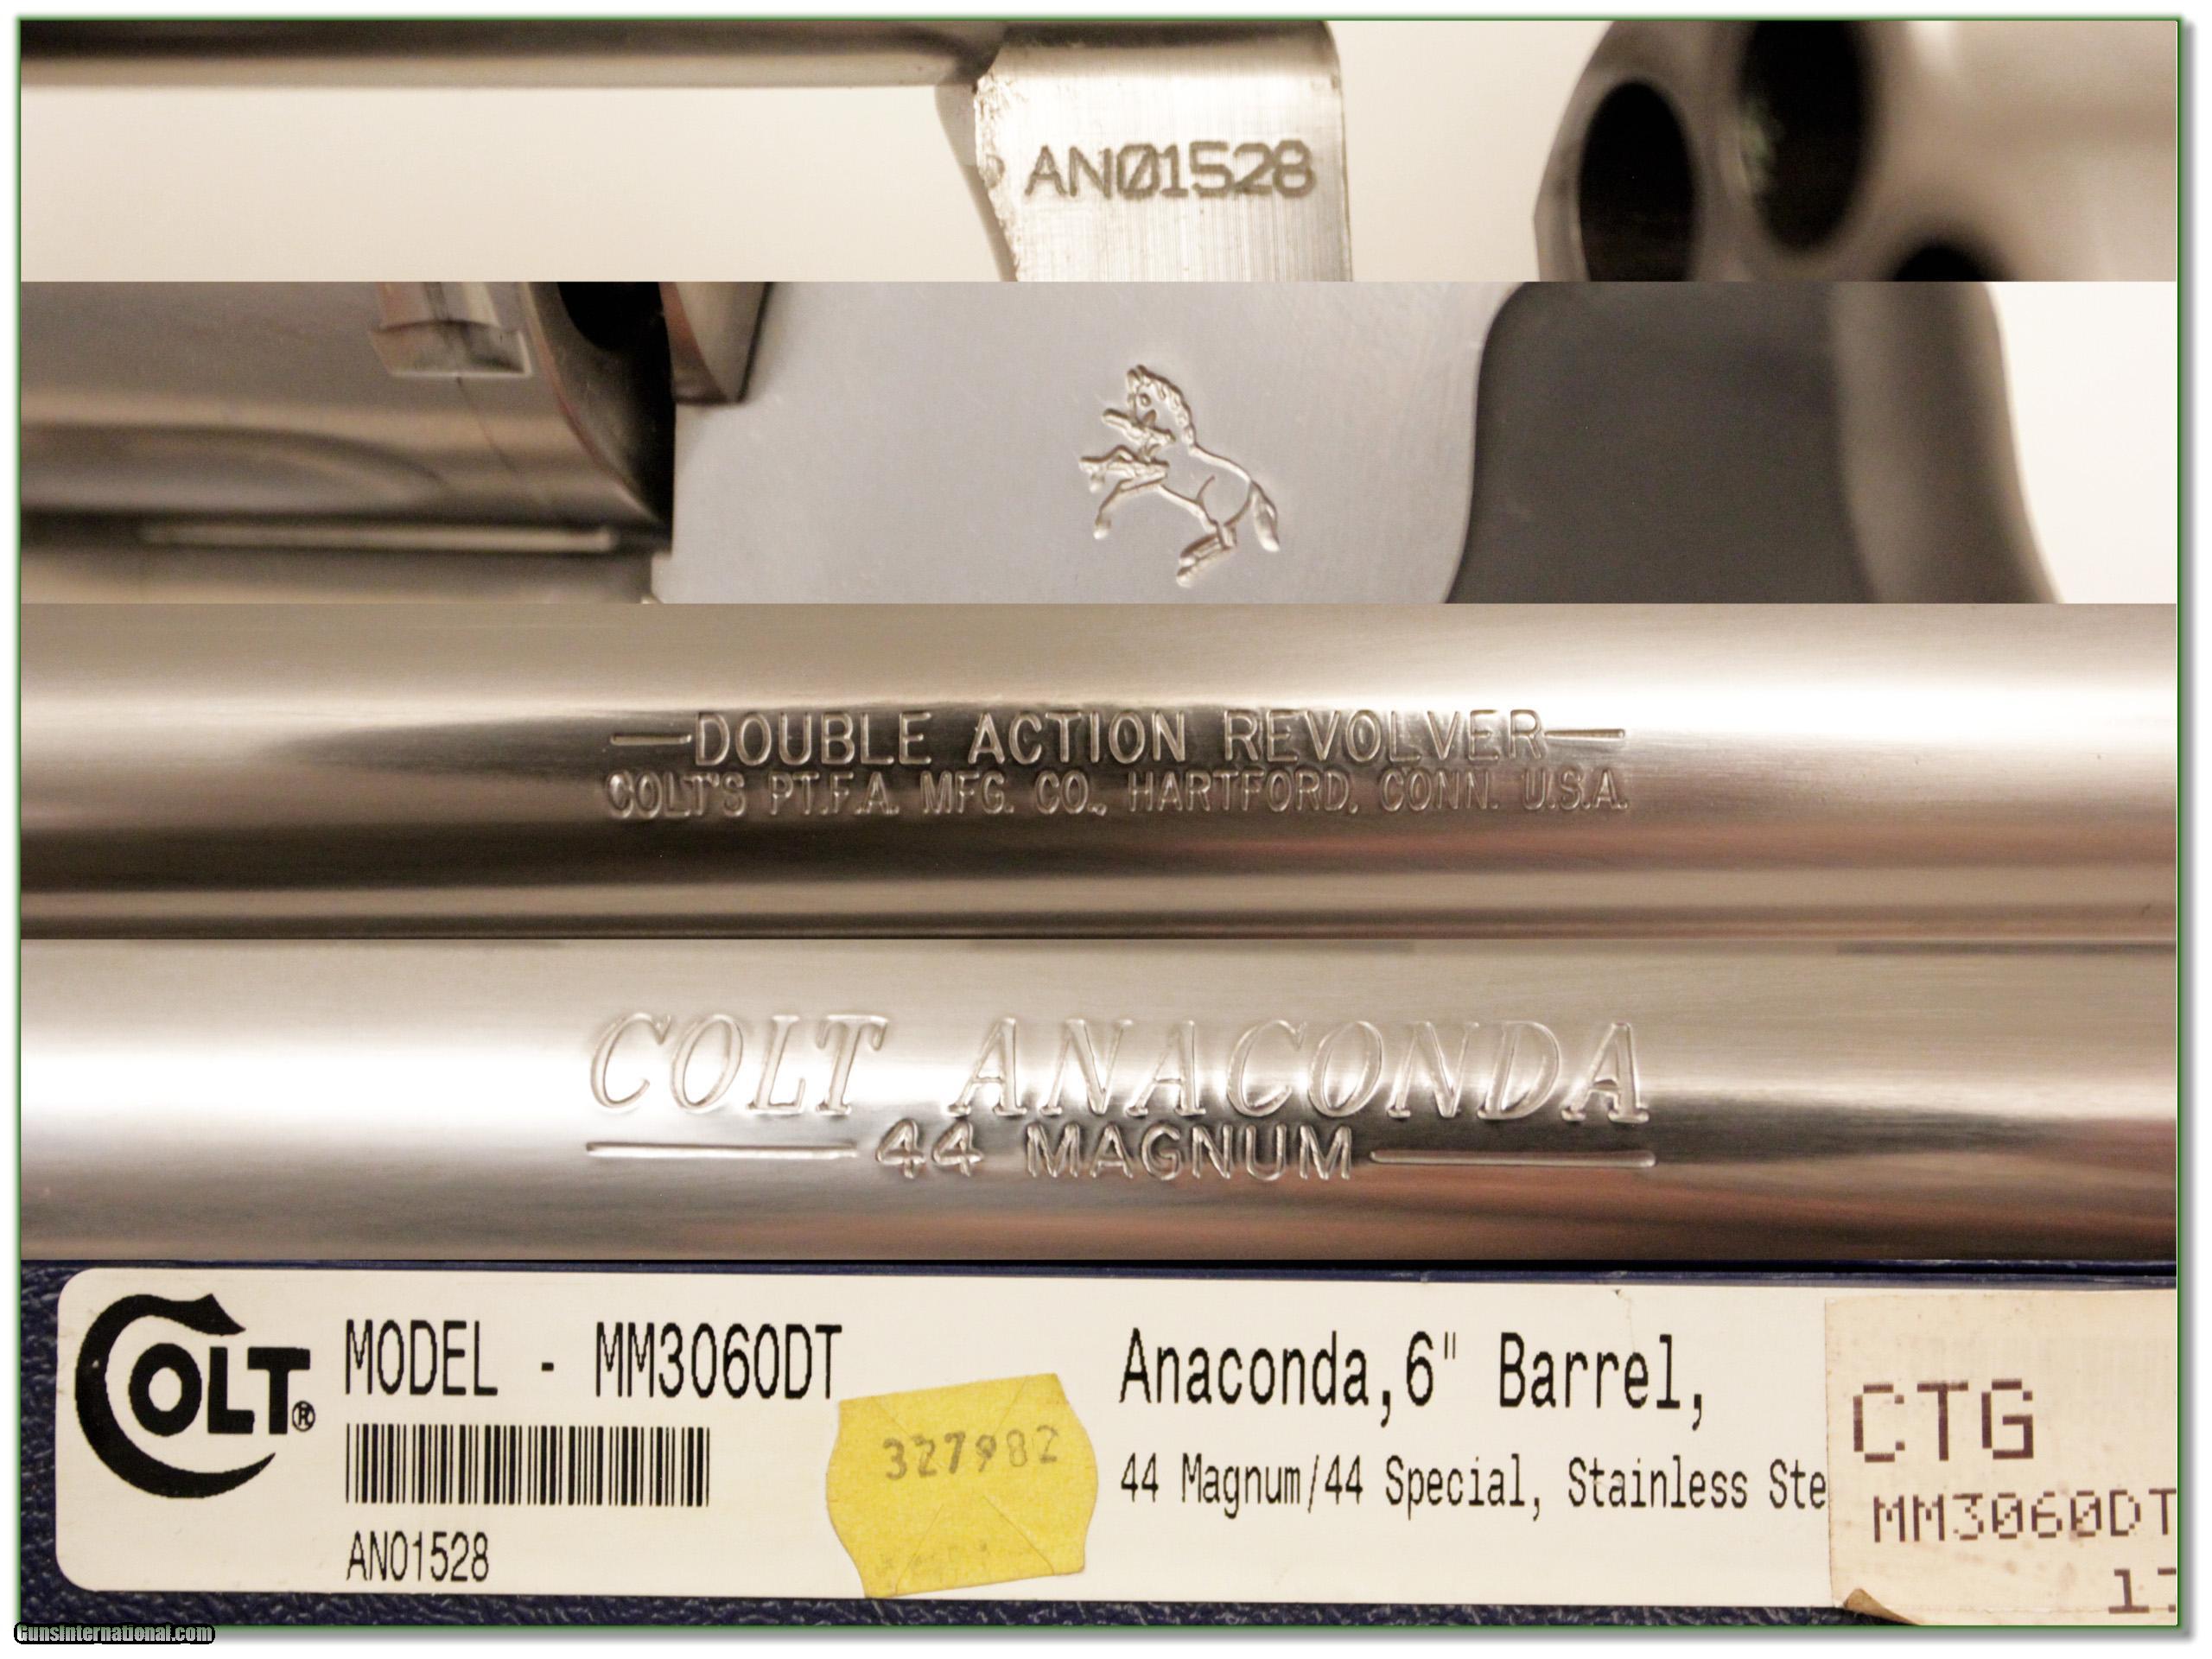 AN01528
—DOUBLE ACTION REVOLVER—
COLT'S PT.F.A. MFG. CO., HARTFORD, CONN. U.S.A.
COLT ANACONDA
44 MAGNUM
COLT®
MODEL - MM3060DT
AN01528
327982
Anaconda,6" Barrel,
44 Magnum/44 Special, Stainless Ste
CTG
MM3060DT
GunsInternational.com